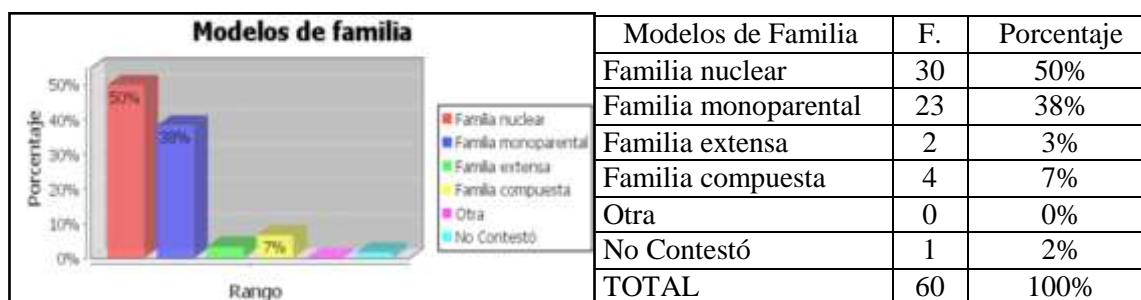 Modelos de familia
50%
40%
30%
20%
10%
0%
Porcentaje
50%
38%
7%
Rango
Familia nuclear
Familia monoparental
Familia extensa
Familia compuesta
Otra
No Contestó
Modelos de Familia F. Porcentaje
Familia nuclear 30 50%
Familia monoparental 23 38%
Familia extensa 2 3%
Familia compuesta 4 7%
Otra 0 0%
No Contestó 1 2%
TOTAL 60 100%